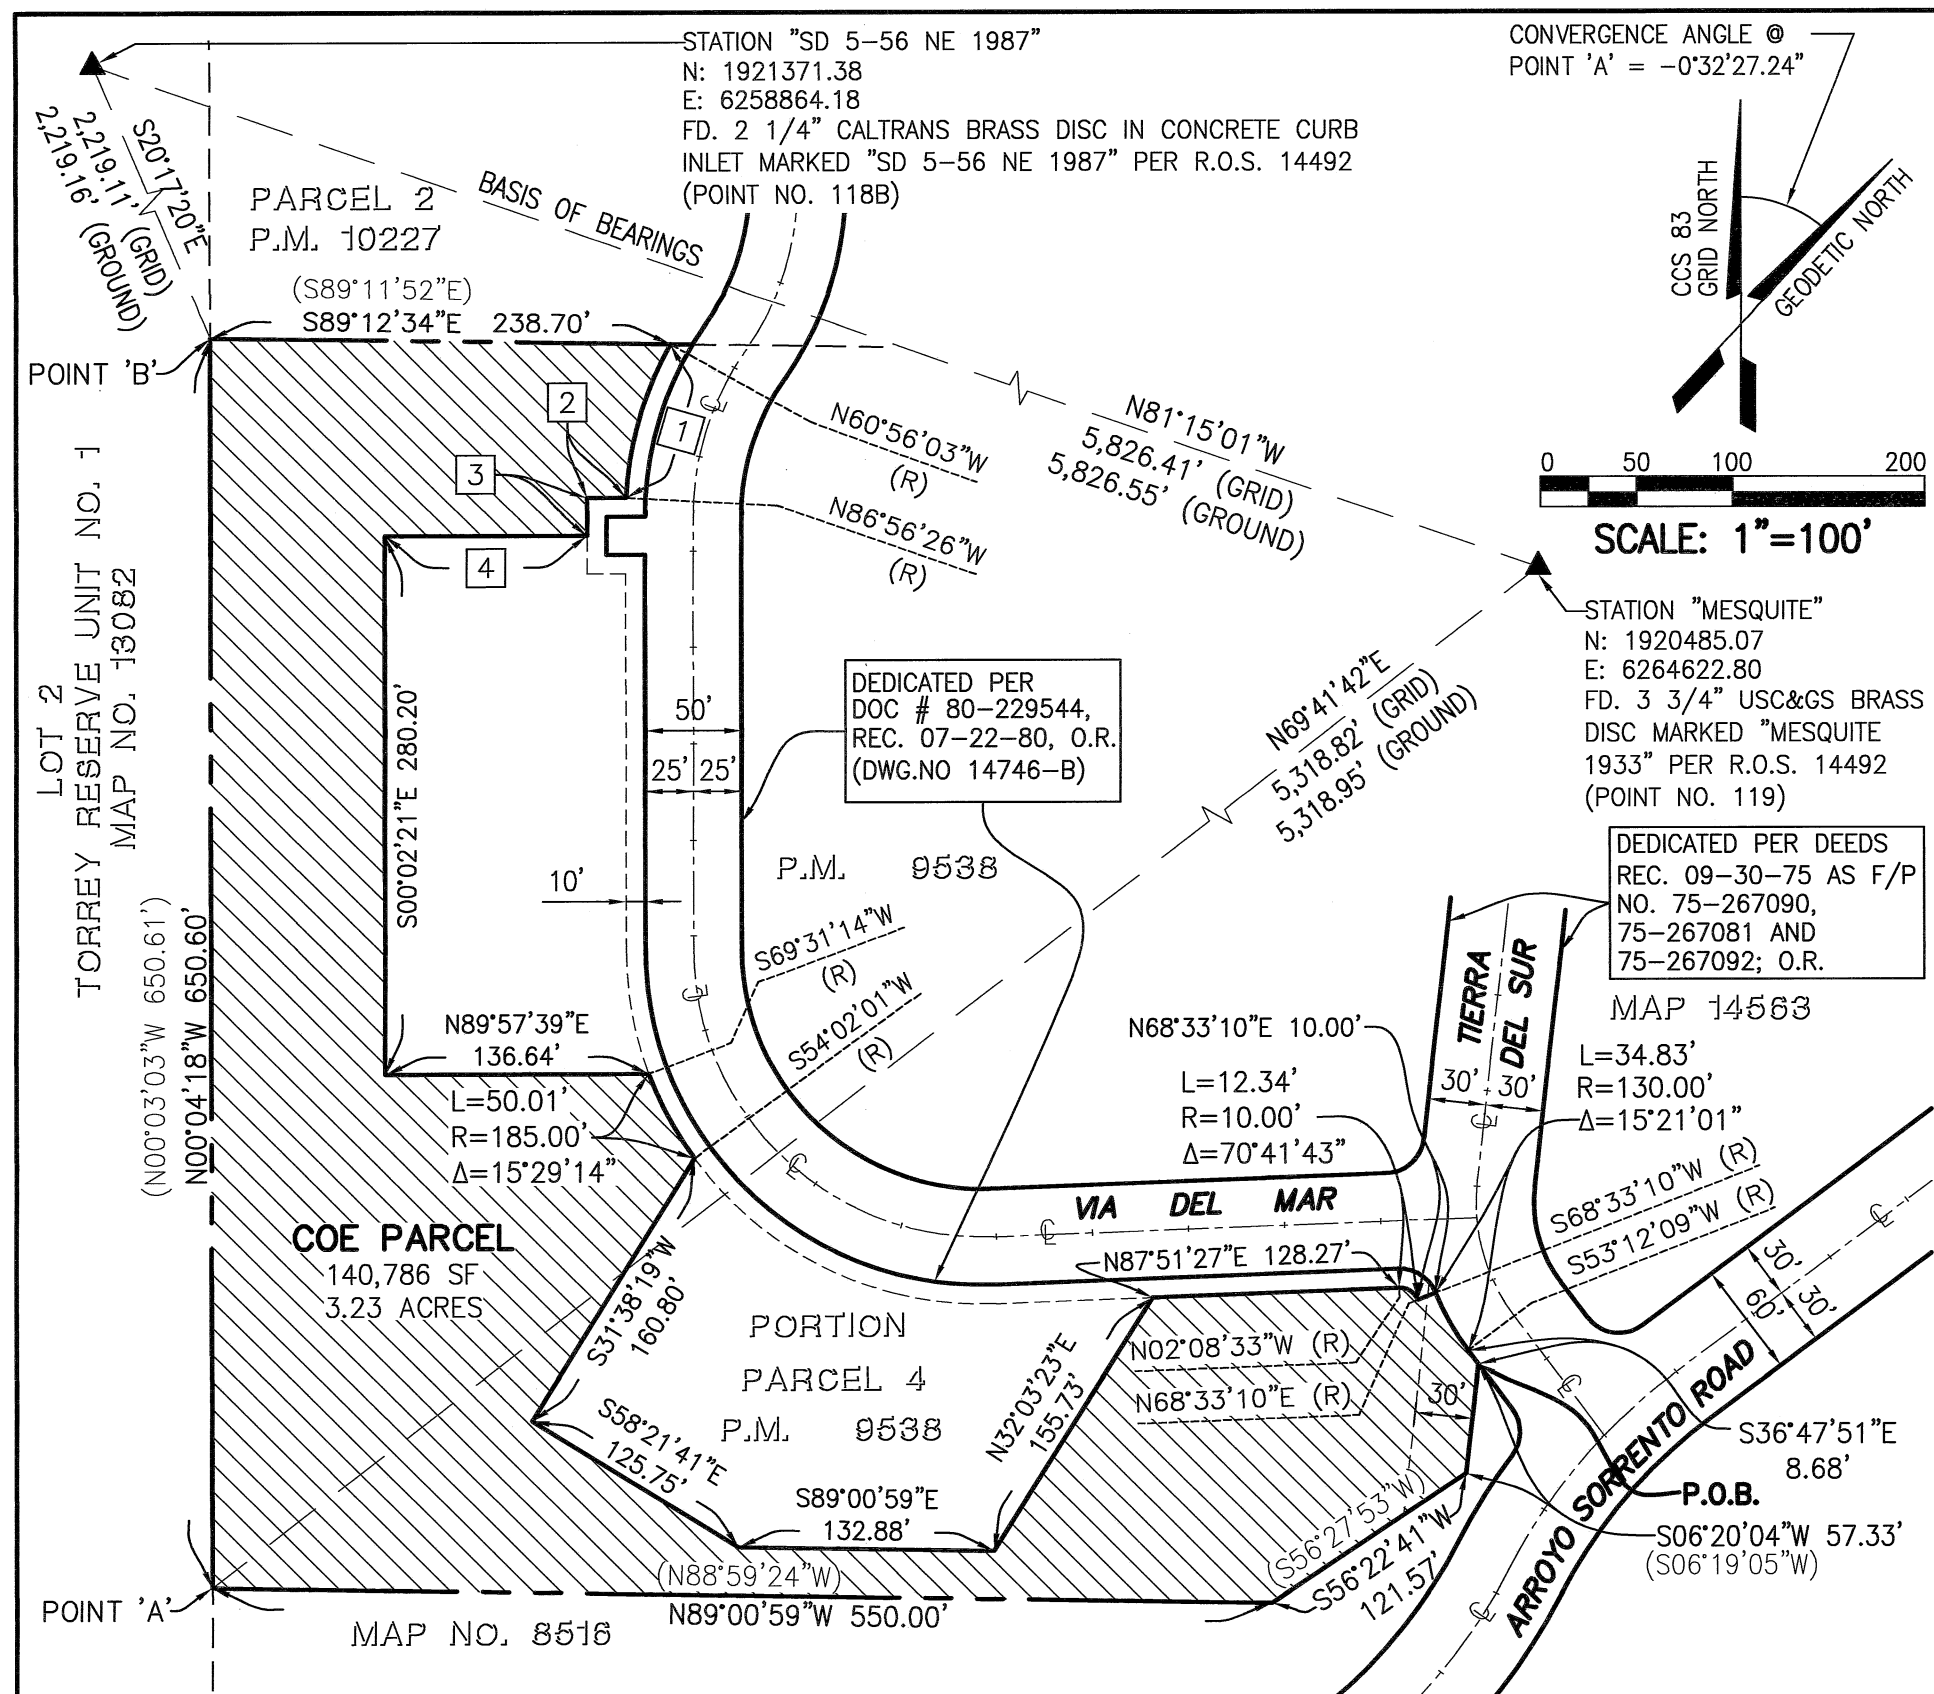 STATION "SD 5-56 NE 1987"
N: 1921371.38
E: 6258864.18
FD. 2 1/4" CALTRANS BRASS DISC IN CONCRETE CURB
INLET MARKED "SD 5-56 NE 1987" PER R.O.S. 14492
(POINT NO. 118B)
CONVERGENCE ANGLE @
POINT 'A' = -0°32'27.24"
CCS 83
GRID NORTH
GEODETIC NORTH
S20°17'20"E
2,219.11' (GRID)
2,219.16' (GROUND)
PARCEL 2
P.M. 10227
BASIS OF BEARINGS
(S89°11'52"E)
S89°12'34"E 238.70'
POINT 'B'
2
1
3
4
N60°56'03"W
(R)
N86°56'26"W
(R)
N81°15'01"W
5,826.41' (GRID)
5,826.55' (GROUND)
0 50 100 200
SCALE: 1"=100'
STATION "MESQUITE"
N: 1920485.07
E: 6264622.80
FD. 3 3/4" USC&GS BRASS
DISC MARKED "MESQUITE
1933" PER R.O.S. 14492
(POINT NO. 119)
LOT 2
TORREY RESERVE UNIT NO. 1
MAP NO. 13082
(N00°03'03"W 650.61')
N00°04'18"W 650.60'
S00°02'21"E 280.20'
50'
25' 25'
10'
DEDICATED PER
DOC # 80-229544,
REC. 07-22-80, O.R.
(DWG.NO 14746-B)
N69°41'42"E
5,318.82' (GRID)
5,318.95' (GROUND)
P.M. 9538
DEDICATED PER DEEDS
REC. 09-30-75 AS F/P
NO. 75-267090,
75-267081 AND
75-267092; O.R.
MAP 14563
S69°31'14"W
(R)
S54°02'01"W
(R)
N89°57'39"E
136.64'
L=50.01'
R=185.00'
Δ=15°29'14"
N68°33'10"E 10.00'
L=12.34'
R=10.00'
Δ=70°41'43"
TIERRA
DEL SUR
30' 30'
L=34.83'
R=130.00'
Δ=15°21'01"
S68°33'10"W (R)
S53°12'09"W (R)
VIA DEL MAR
N87°51'27"E 128.27'
COE PARCEL
140,786 SF
3.23 ACRES
S31°38'19"W
160.80'
PORTION
PARCEL 4
P.M. 9538
S58°21'41"E
125.75'
S89°00'59"E
132.88'
N32°03'23"E
155.73'
N02°08'33"W (R)
N68°33'10"E (R)
30'
30'
60'
30'
ARROYO SORRENTO ROAD
S36°47'51"E
8.68'
P.O.B.
S06°20'04"W 57.33'
(S06°19'05"W)
(S56°27'53"W)
S56°22'41"W
121.57'
(N88°59'24"W)
N89°00'59"W 550.00'
POINT 'A'
MAP NO. 8516